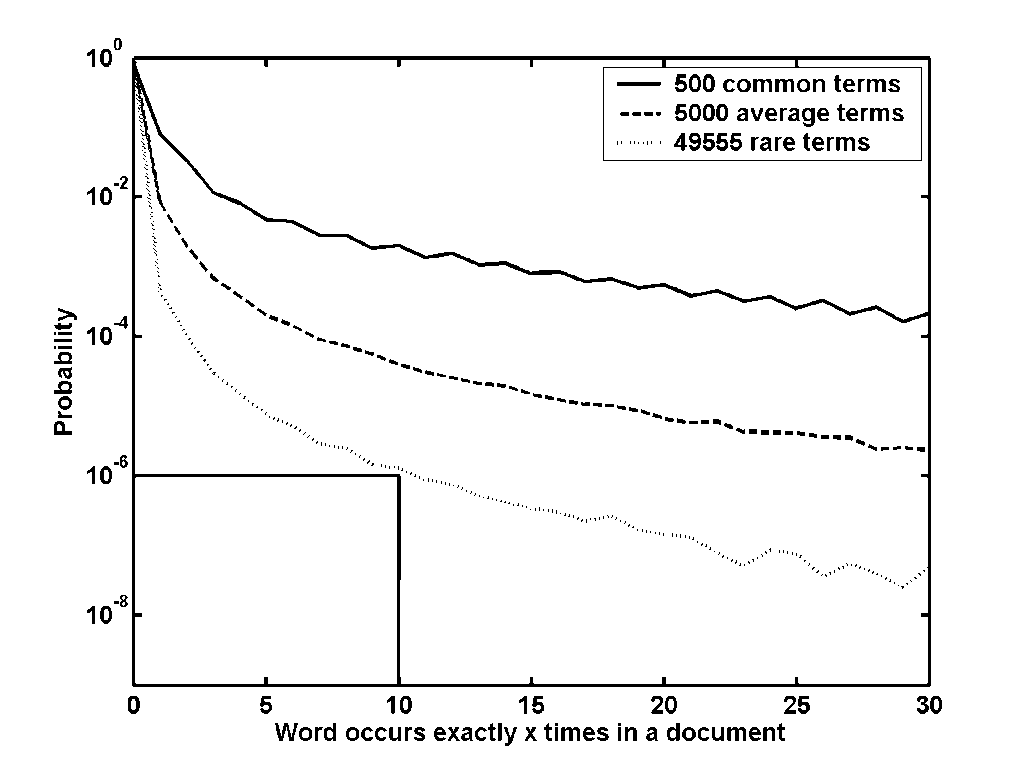 10^0
10^-2
10^-4
10^-6
10^-8
Probability
500 common terms
5000 average terms
49555 rare terms
0 5 10 15 20 25 30
Word occurs exactly x times in a document